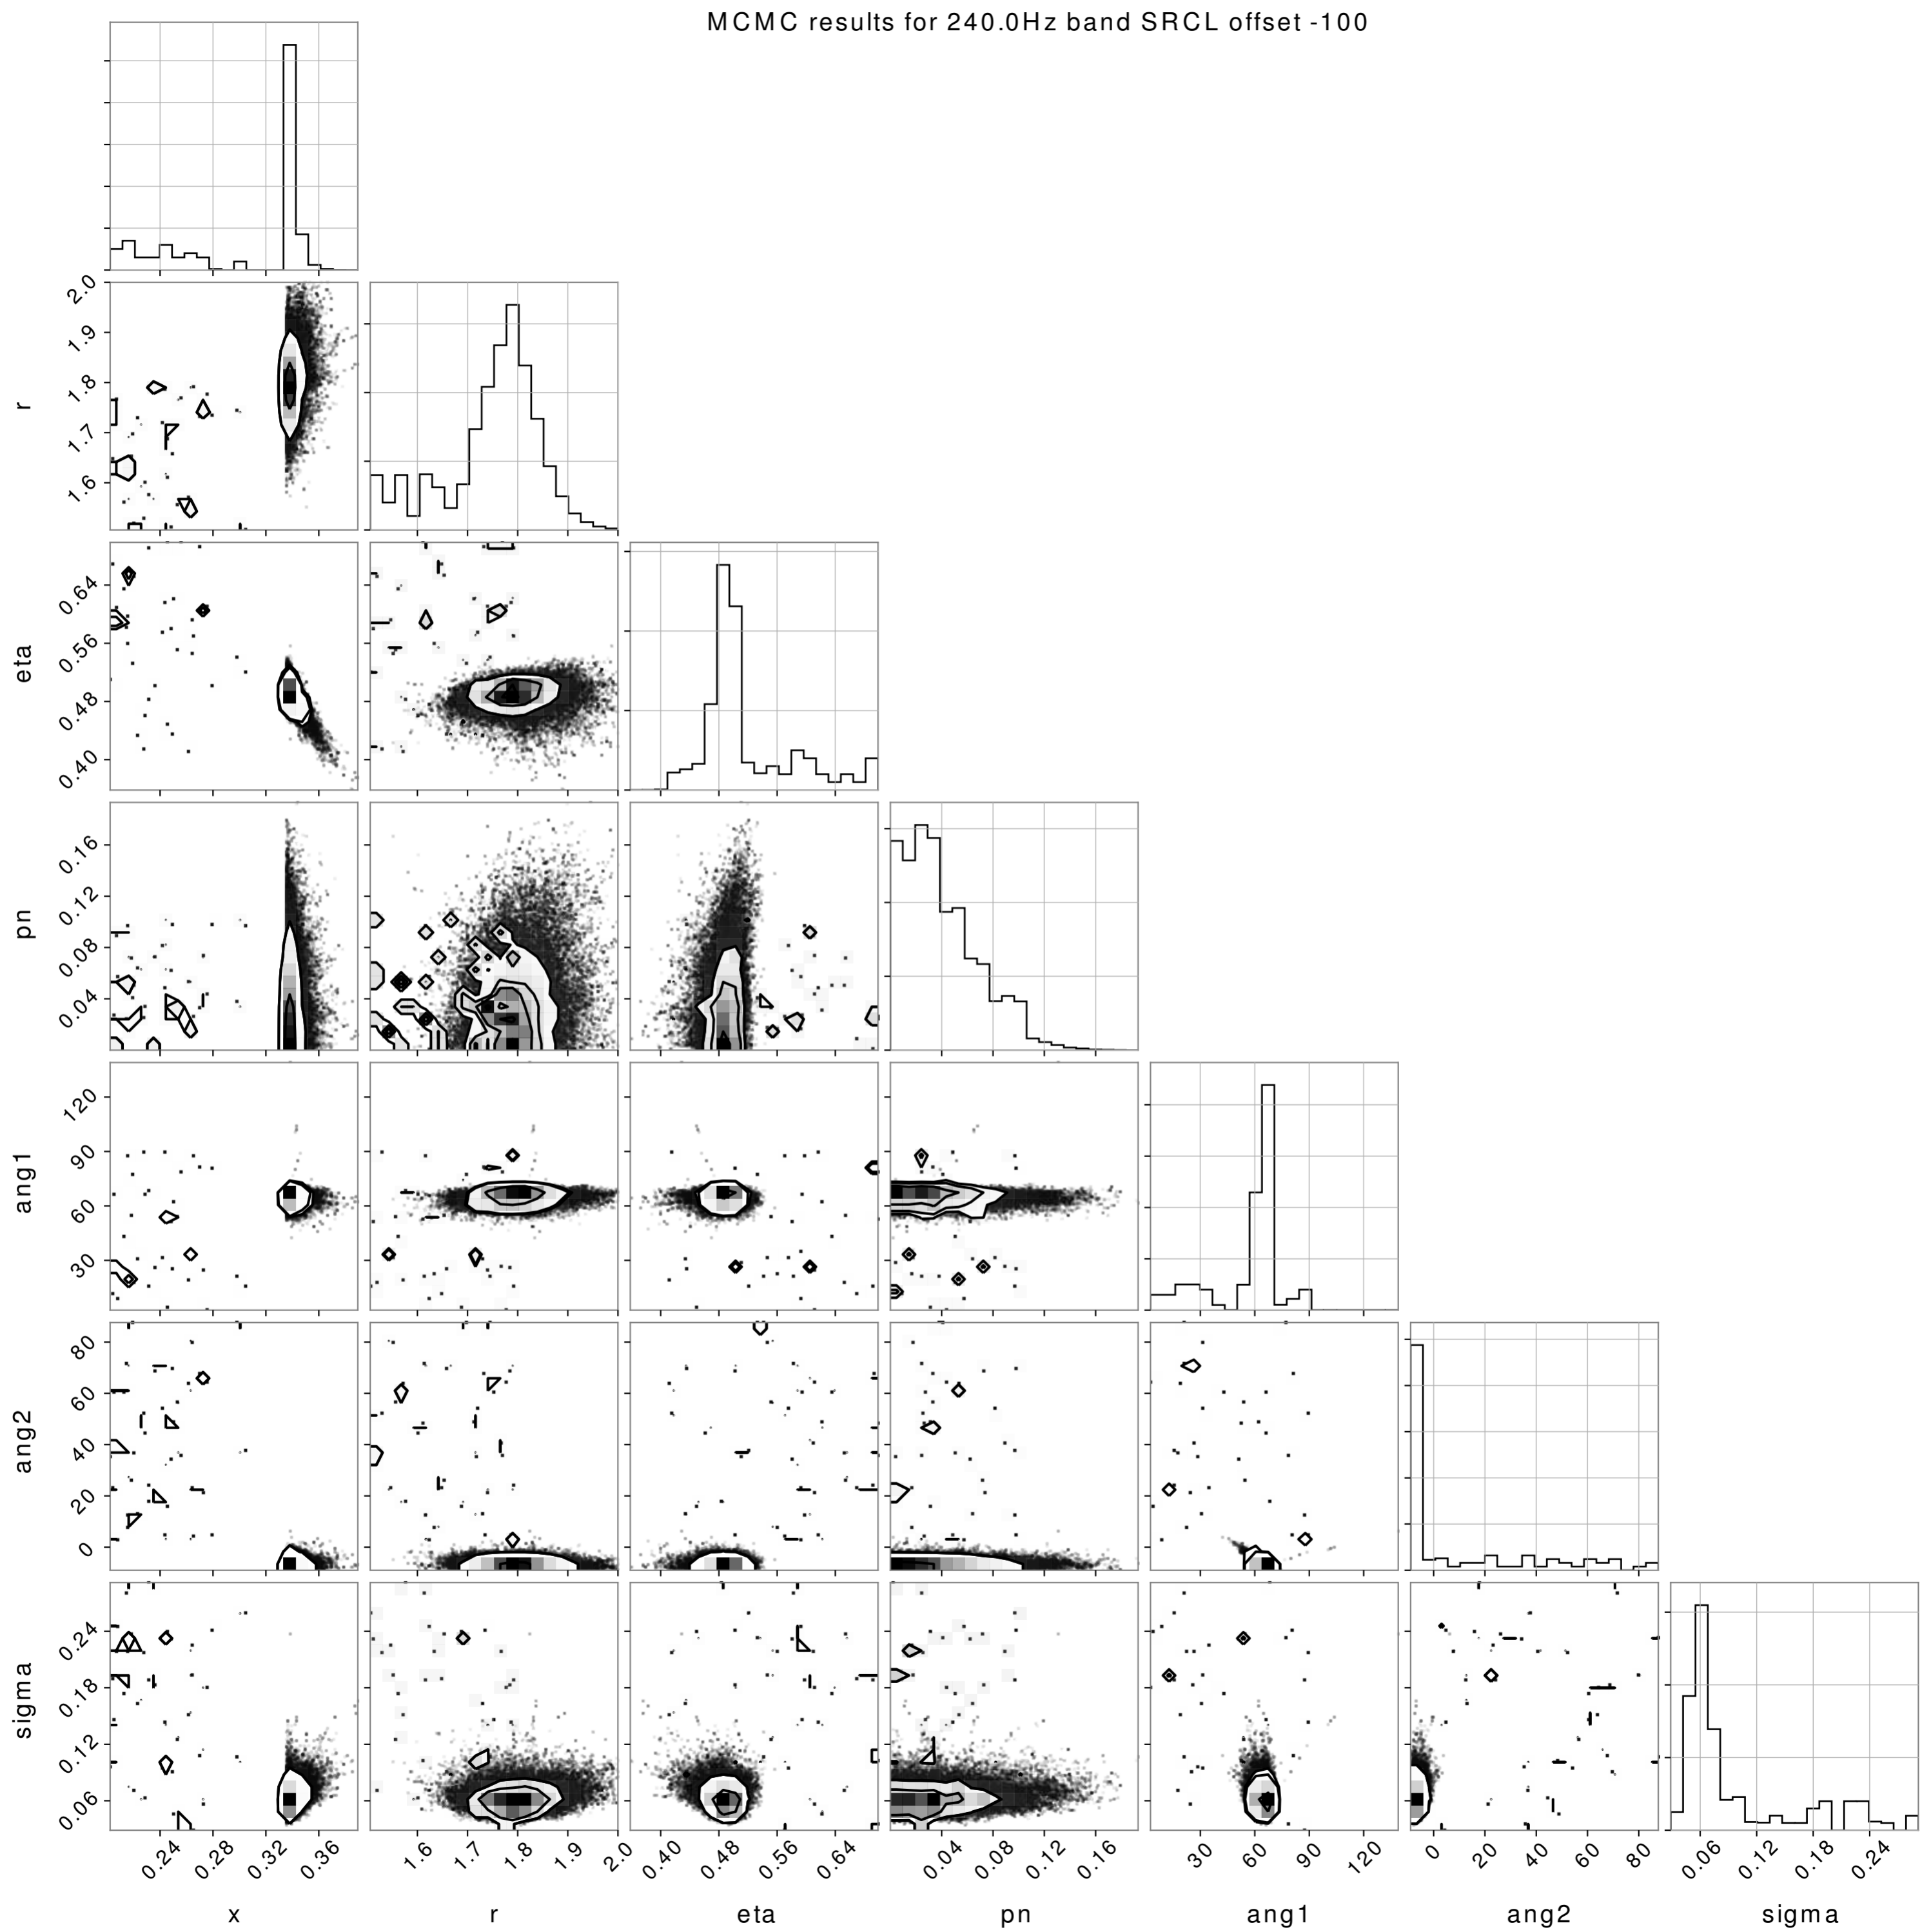 MCMC results for 240.0Hz band SRCL offset -100
2.0
1.9
1.8
1.7
1.6
r
0.64
0.56
0.48
0.40
eta
0.16
0.12
0.08
0.04
pn
120
90
60
30
ang1
80
60
40
20
0
ang2
0.24
0.18
0.12
0.06
sigma
0.24 0.28 0.32 0.36
1.6 1.7 1.8 1.9 2.0
0.40 0.48 0.56 0.64
0.04 0.08 0.12 0.16
30 60 90 120
0 20 40 60 80
0.06 0.12 0.18 0.24
x r eta pn ang1 ang2 sigma